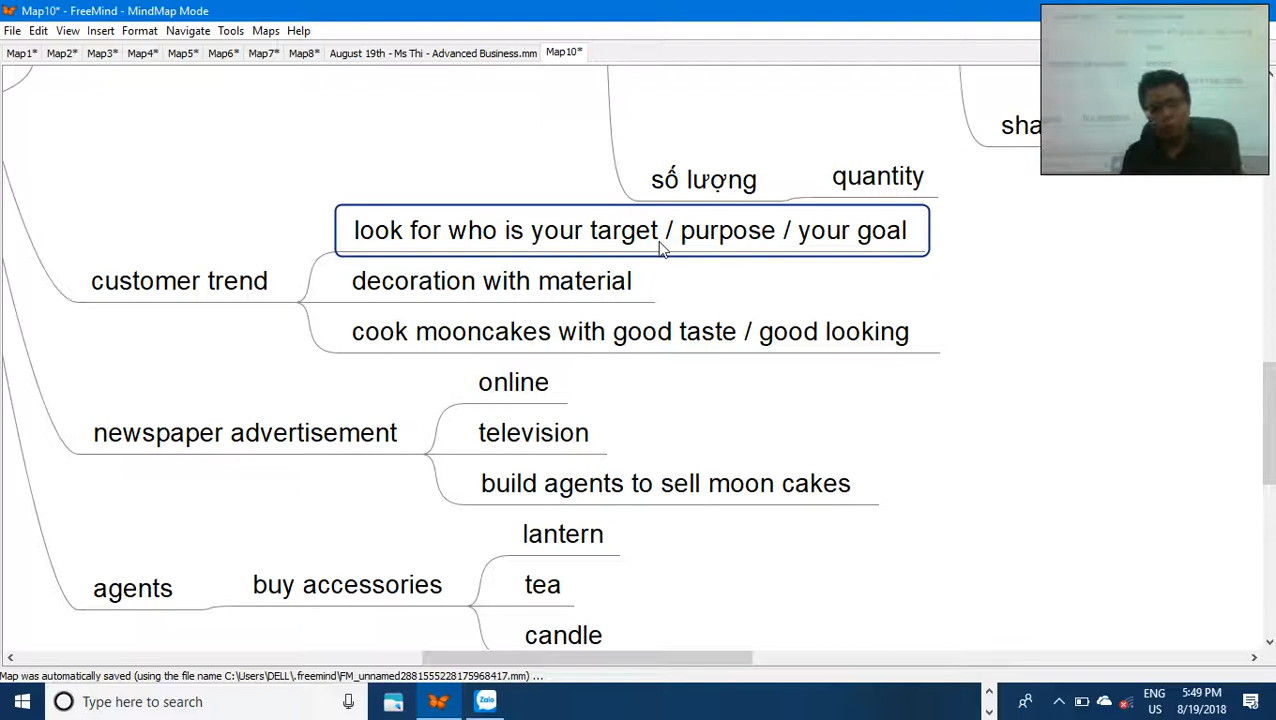 Map10* - FreeMind - MindMap Mode
File Edit View Insert Format Navigate Tools Maps Help
Map1* Map2* Map3* Map4* Map5* Map6* Map7* Map8* August 19th - Ms Thi - Advanced Business.mm Map10*
sha
số lượng quantity
look for who is your target / purpose / your goal
customer trend decoration with material
cook mooncakes with good taste / good looking
online
newspaper advertisement television
build agents to sell moon cakes
lantern
agents buy accessories tea
candle
Map was automatically saved (using the file name C:\Users\DELL\.freemind\FM_unnamed2881555228175968417.mm) ...
Type here to search
Zalo
ENG
US
5:49 PM
8/19/2018